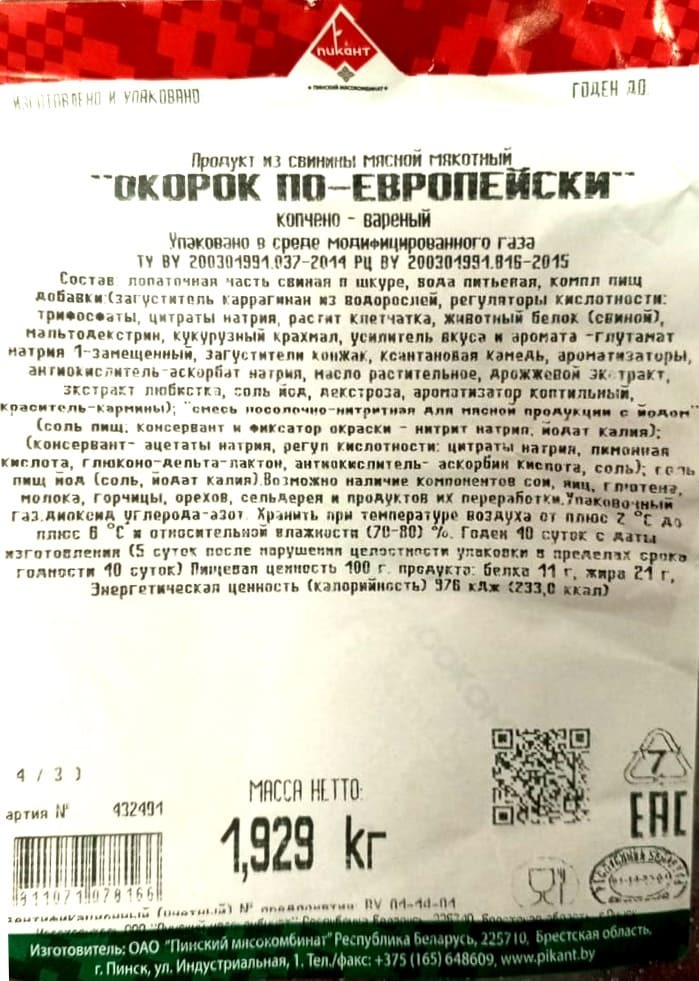 пикант
ПИНСКИЙ МЯСОКОМБИНАТ
ИЗГОТОВЛЕНО И УПАКОВАНО
ГОДЕН ДО
Продукт из свинины мясной мякотный
"ОКОРОК ПО-ЕВРОПЕЙСКИ"
копчено - вареный
Упаковано в среде модифицированного газа
ТУ BY 200301991.037-2014 РЦ BY 200301991.816-2015
Состав: лопаточная часть свиная в шкуре, вода питьевая, компл пищ
добавки:(загуститель каррагинан из водорослей, регуляторы кислотности:
трифосфаты, цитраты натрия, растит клетчатка, животный белок (свиной),
мальтодекстрин, кукурузный крахмал, усилитель вкуса и аромата -глутамат
натрия 1-замещенный, загустители конжак, ксантановая камедь, ароматизаторы,
антиокислитель-аскорбат натрия, масло растительное, дрожжевой экстракт,
экстракт любистка, соль йод, декстроза, ароматизатор коптильный,
краситель-кармины); "смесь посолочно-нитритная для мясной продукции с йодом"
(соль пищ, консервант и фиксатор окраски - нитрит натрия, йодат калия);
(консервант- ацетаты натрия, регул кислотности: цитраты натрия, лимонная
кислота, глюконо-дельта-лактон, антиокислитель- аскорбин кислота, соль); соль
пищ йод (соль, йодат калия).Возможно наличие компонентов сои, яиц, глютена,
молока, горчицы, орехов, сельдерея и продуктов их переработки.Упаковочный
газ:диоксид углерода-азот. Хранить при температуре воздуха от плюс 2 °С до
плюс 6 °С и относительной влажности (70-80) %. Годен 10 суток с даты
изготовления (5 суток после нарушения целостности упаковки в пределах срока
годности 10 суток) Пищевая ценность 100 г. продукта: белка 11 г, жира 21 г,
Энергетическая ценность (калорийность) 976 кДж (233,0 ккал)
4 / 3 )
МАССА НЕТТО:
7
артия № 432491
1,929 кг
EAC
811071 078166
№ предприятия: BY 01-14-01
Изготовитель: ОАО "Пинский мясокомбинат" Республика Беларусь, 225710, Брестская область,
г. Пинск, ул. Индустриальная, 1. Тел./факс: +375 (165) 648609, www.pikant.by